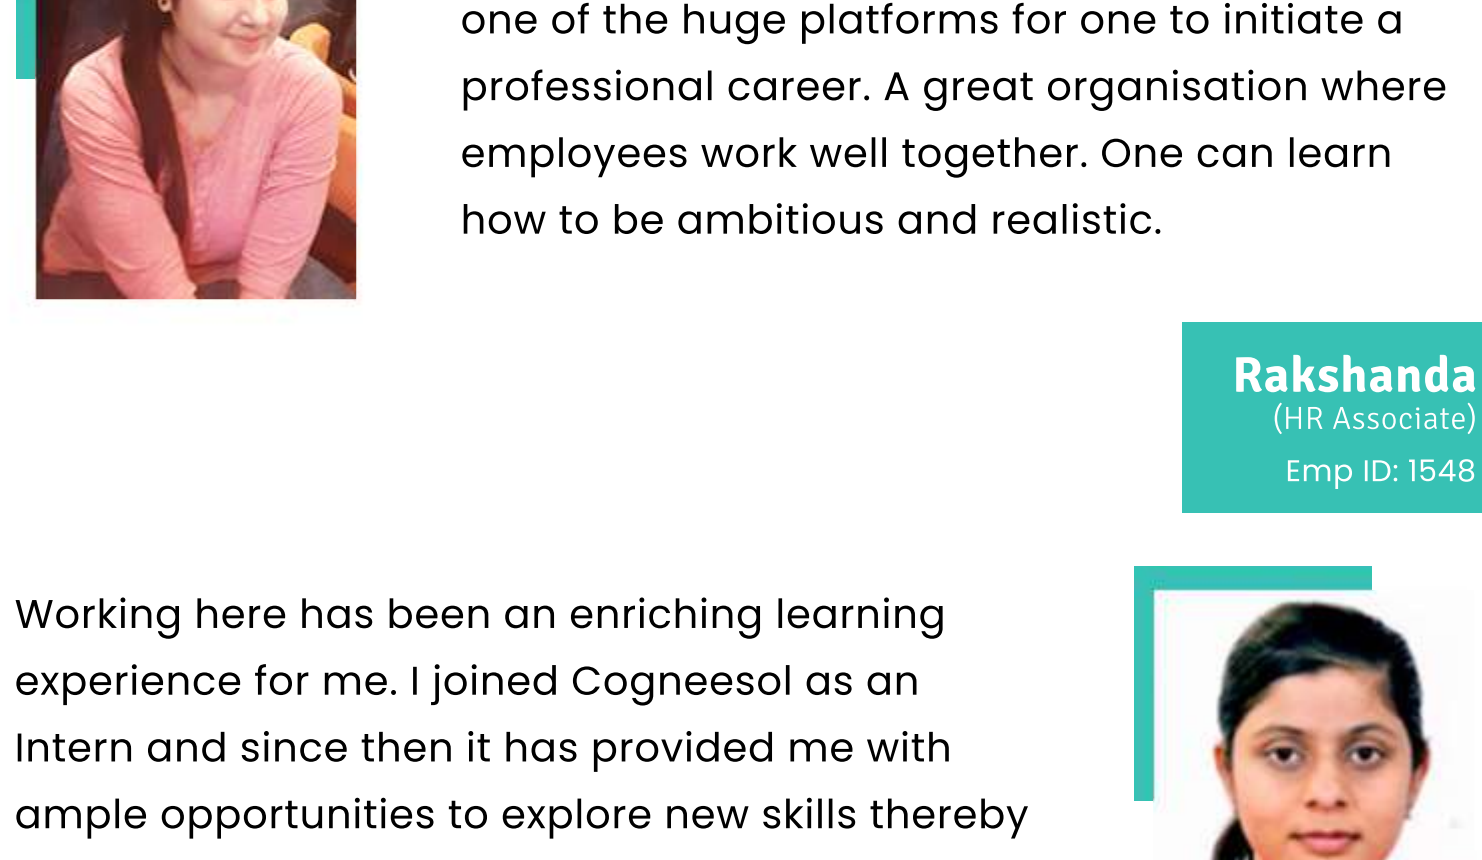 one of the huge platforms for one to initiate a
professional career. A great organisation where
employees work well together. One can learn
how to be ambitious and realistic.
Rakshanda
(HR Associate)
Emp ID: 1548
Working here has been an enriching learning
experience for me. I joined Cogneesol as an
Intern and since then it has provided me with
ample opportunities to explore new skills thereby